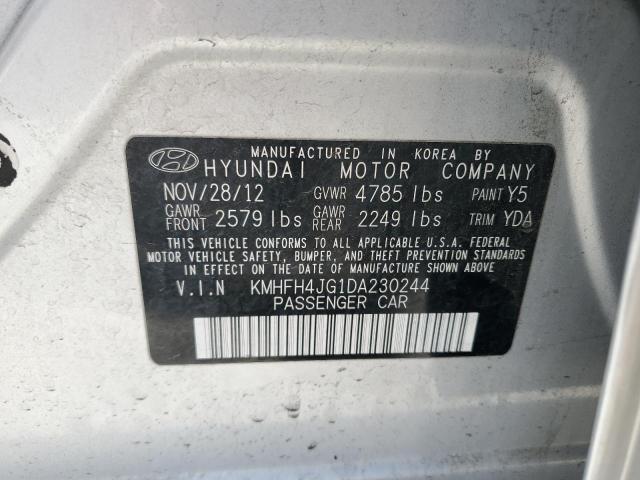 MANUFACTURED IN KOREA BY
HYUNDAI MOTOR COMPANY
NOV/28/12 GVWR 4785 lbs PAINT Y5
GAWR FRONT 2579 lbs GAWR REAR 2249 lbs TRIM YDA
THIS VEHICLE CONFORMS TO ALL APPLICABLE U.S.A. FEDERAL
MOTOR VEHICLE SAFETY, BUMPER, AND THEFT PREVENTION STANDARDS
IN EFFECT ON THE DATE OF MANUFACTURE SHOWN ABOVE
V.I.N KMHFH4JG1DA230244
PASSENGER CAR